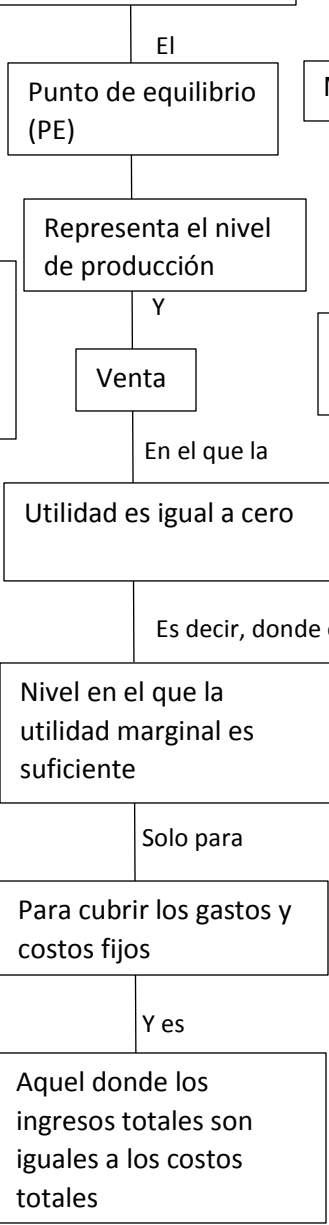 El
Punto de equilibrio
(PE)
Representa el nivel
de producción
Y
Venta
En el que la
Utilidad es igual a cero
Es decir, donde
Nivel en el que la
utilidad marginal es
suficiente
Solo para
Para cubrir los gastos y
costos fijos
Y es
Aquel donde los
ingresos totales son
iguales a los costos
totales